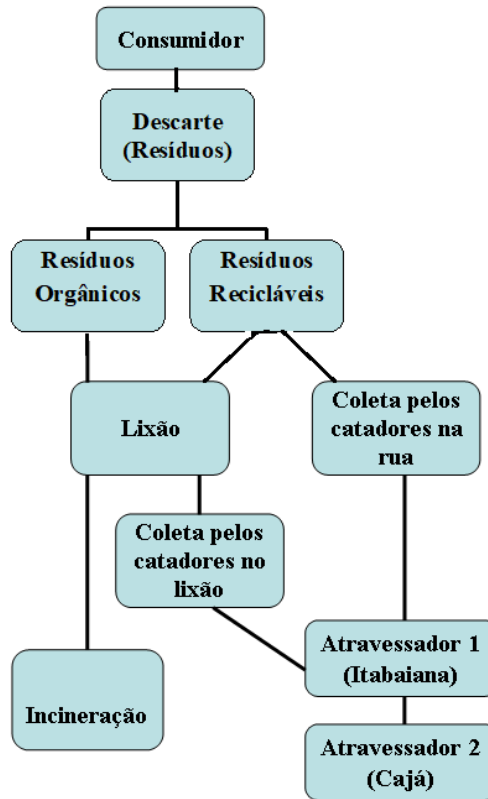 Consumidor
Descarte
(Resíduos)
Resíduos
Orgânicos
Resíduos
Recicláveis
Lixão
Coleta pelos
catadores na
rua
Coleta pelos
catadores no
lixão
Atravessador 1
(Itabaiana)
Incineração
Atravessador 2
(Cajá)